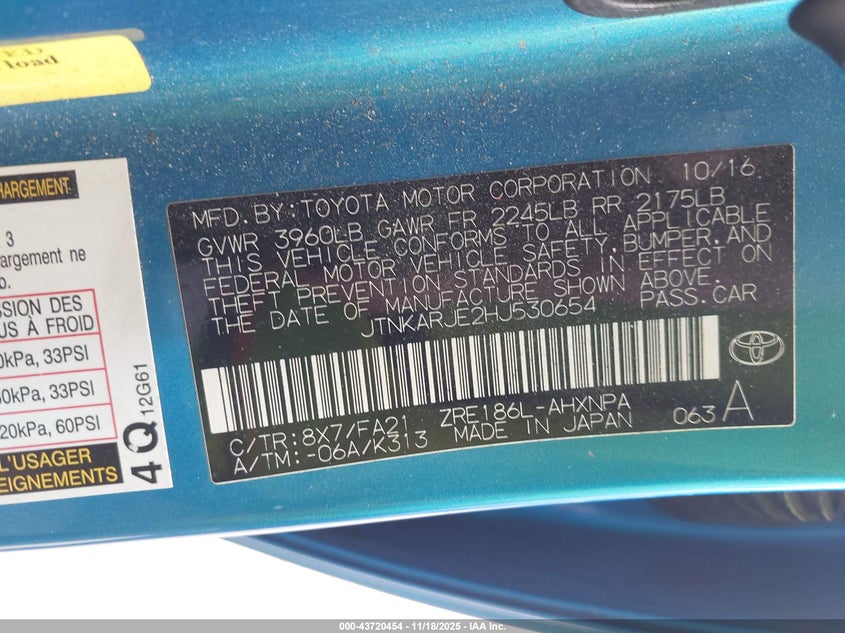 ED
load
HARGEMENT
3
argement ne
SSION DES
US À FROID
0kPa, 33PSI
0kPa, 33PSI
20kPa, 60PSI
L'USAGER
EIGNEMENTS
4Q 12G61
MFD. BY: TOYOTA MOTOR CORPORATION 10/16
GVWR 3960LB GAWR FR 2245LB RR 2175LB
THIS VEHICLE CONFORMS TO ALL APPLICABLE
FEDERAL MOTOR VEHICLE SAFETY, BUMPER, AND
THEFT PREVENTION STANDARDS IN EFFECT ON
THE DATE OF MANUFACTURE SHOWN ABOVE.
JTNKARJE2HJ530654 PASS. CAR
C/TR: 8X7/FA21 ZRE186L-AHXNPA
A/TM: -06A/K313 MADE IN JAPAN 063 A
000-43720454 - 11/18/2025 - IAA Inc.